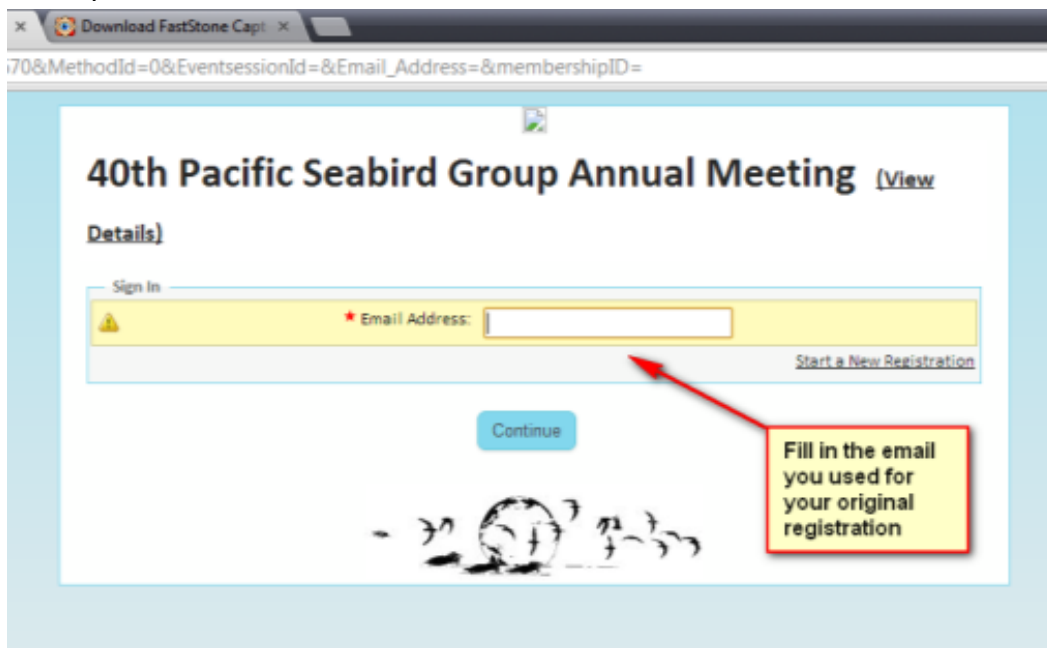 Download FastStone Capt
70&MethodId=0&EventsessionId=&Email_Address=&membershipID=
40th Pacific Seabird Group Annual Meeting (View
Details)
Sign In
* Email Address:
Start a New Registration
Continue
Fill in the email
you used for
your original
registration